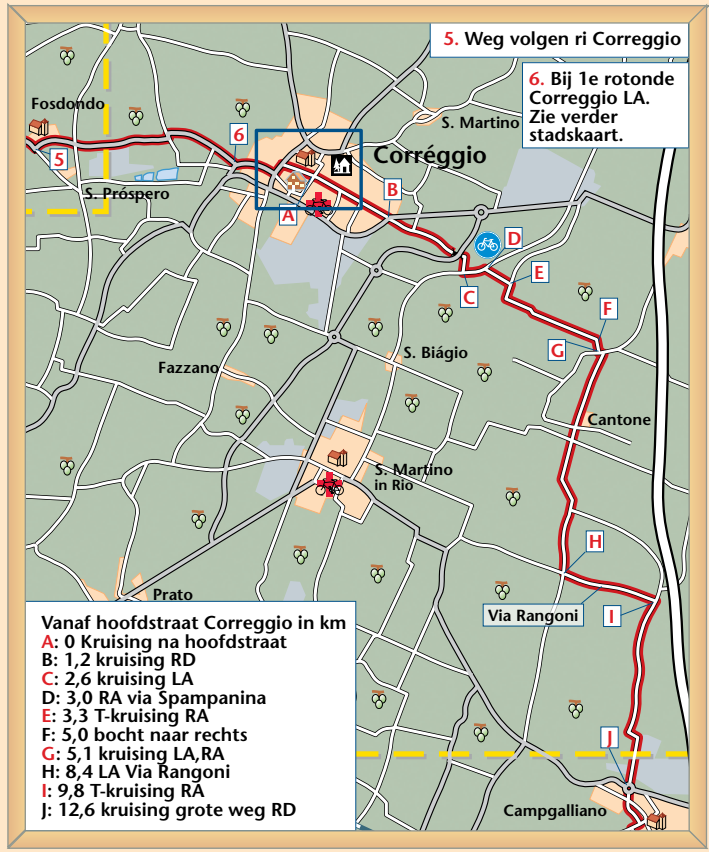 5. Weg volgen ri Correggio
6. Bij 1e rotonde
Correggio LA.
Zie verder
stadskaart.
Fosdondo
5
6
S. Martino
Corréggio
S. Próspero
A
B
C
D
E
F
G
S. Biágio
Fazzano
Cantone
S. Martino
in Rio
H
Via Rangoni
I
Prato
J
Campgalliano
Vanaf hoofdstraat Correggio in km
A: 0 Kruising na hoofdstraat
B: 1,2 kruising RD
C: 2,6 kruising LA
D: 3,0 RA via Spampanina
E: 3,3 T-kruising RA
F: 5,0 bocht naar rechts
G: 5,1 kruising LA,RA
H: 8,4 LA Via Rangoni
I: 9,8 T-kruising RA
J: 12,6 kruising grote weg RD